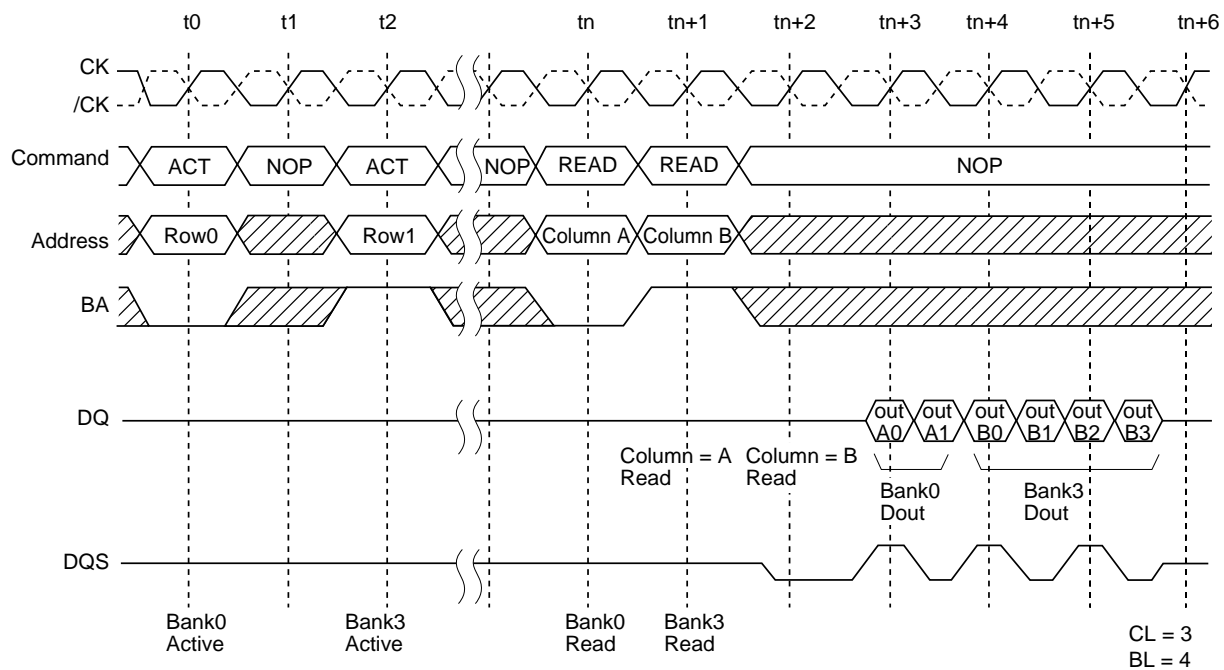 t0 t1 t2 tn tn+1 tn+2 tn+3 tn+4 tn+5 tn+6
CK
/CK
Command ACT NOP ACT NOP READ READ NOP
Address Row0 Row1 Column A Column B
BA
DQ out A0 out A1 out B0 out B1 out B2 out B3
Column = A Read
Column = B Read
Bank0 Dout
Bank3 Dout
DQS
Bank0 Active
Bank3 Active
Bank0 Read
Bank3 Read
CL = 3
BL = 4